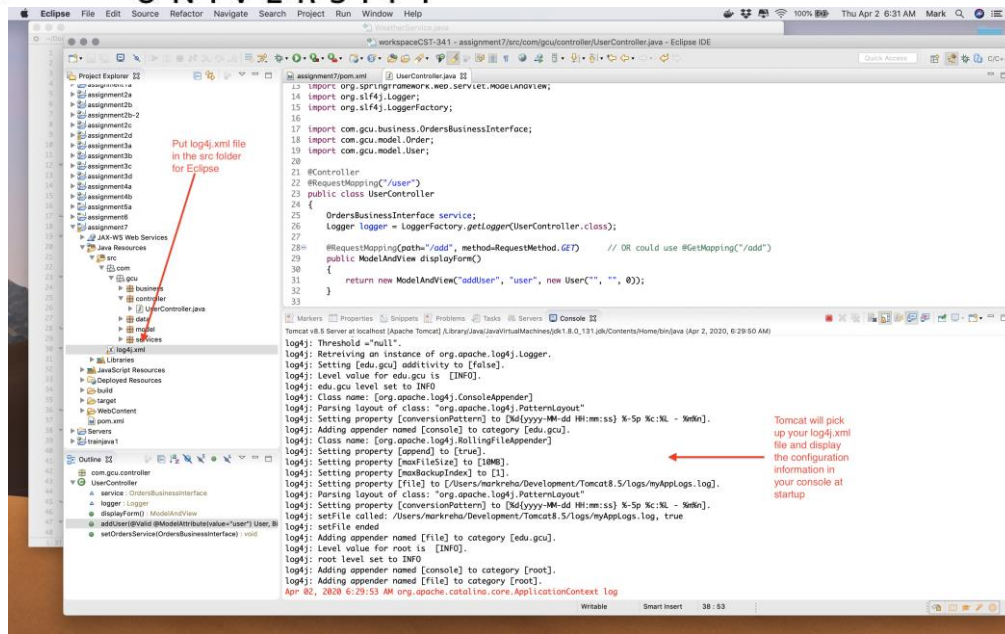 UNIVERSITY
Eclipse File Edit Source Refactor Navigate Search Project Run Window Help
100% Thu Apr 2 6:31 AM Mark
WeatherService.java
workspaceCST-341 - assignment7/src/com/gcu/controller/UserController.java - Eclipse IDE
Quick Access
C/C+
Project Explorer
assignment1a
assignment2a
assignment2b
assignment2b-2
assignment2c
assignment2d
assignment3a
assignment3b
assignment3c
assignment3d
assignment4a
assignment4b
assignment5a
assignment6
assignment7
JAX-WS Web Services
Java Resources
src
com
gcu
business
controller
UserController.java
data
model
services
log4j.xml
Libraries
JavaScript Resources
Deployed Resources
build
target
WebContent
pom.xml
Servers
trainjava1
Put log4j.xml file
in the src folder
for Eclipse
Outline
com.gcu.controller
UserController
service : OrdersBusinessInterface
logger : Logger
displayForm() : ModelAndView
addUser(@Valid @ModelAttribute(value="user") User, Bi
setOrdersService(OrdersBusinessInterface) : void
assignment7/pom.xml UserController.java
13 import org.springframework.web.servlet.ModelAndView;
14 import org.slf4j.Logger;
15 import org.slf4j.LoggerFactory;
16
17 import com.gcu.business.OrdersBusinessInterface;
18 import com.gcu.model.Order;
19 import com.gcu.model.User;
20
21 @Controller
22 @RequestMapping("/user")
23 public class UserController
24 {
25 OrdersBusinessInterface service;
26 Logger logger = LoggerFactory.getLogger(UserController.class);
27
28 @RequestMapping(path="/add", method=RequestMethod.GET) // OR could use @GetMapping("/add")
29 public ModelAndView displayForm()
30 {
31 return new ModelAndView("addUser", "user", new User("", "", 0));
32 }
33
Markers Properties Snippets Problems Tasks Servers Console
Tomcat v8.5 Server at localhost [Apache Tomcat] /Library/Java/JavaVirtualMachines/jdk1.8.0_131.jdk/Contents/Home/bin/java (Apr 2, 2020, 6:29:50 AM)
log4j: Threshold ="null".
log4j: Retreiving an instance of org.apache.log4j.Logger.
log4j: Setting [edu.gcu] additivity to [false].
log4j: Level value for edu.gcu is [INFO].
log4j: edu.gcu level set to INFO
log4j: Class name: [org.apache.log4j.ConsoleAppender]
log4j: Parsing layout of class: "org.apache.log4j.PatternLayout"
log4j: Setting property [conversionPattern] to [%d{yyyy-MM-dd HH:mm:ss} %-5p %c:%L - %m%n].
log4j: Adding appender named [console] to category [edu.gcu].
log4j: Class name: [org.apache.log4j.RollingFileAppender]
log4j: Setting property [append] to [true].
log4j: Setting property [maxFileSize] to [10MB].
log4j: Setting property [maxBackupIndex] to [1].
log4j: Setting property [file] to [/Users/markreha/Development/Tomcat8.5/logs/myAppLogs.log].
log4j: Parsing layout of class: "org.apache.log4j.PatternLayout"
log4j: Setting property [conversionPattern] to [%d{yyyy-MM-dd HH:mm:ss} %-5p %c:%L - %m%n].
log4j: setFile called: /Users/markreha/Development/Tomcat8.5/logs/myAppLogs.log, true
log4j: setFile ended
log4j: Adding appender named [file] to category [edu.gcu].
log4j: Level value for root is [INFO].
log4j: root level set to INFO
log4j: Adding appender named [console] to category [root].
log4j: Adding appender named [file] to category [root].
Apr 02, 2020 6:29:53 AM org.apache.catalina.core.ApplicationContext log
Tomcat will pick
up your log4j.xml
file and display
the configuration
information in
your console at
startup
Writable Smart Insert 38 : 53